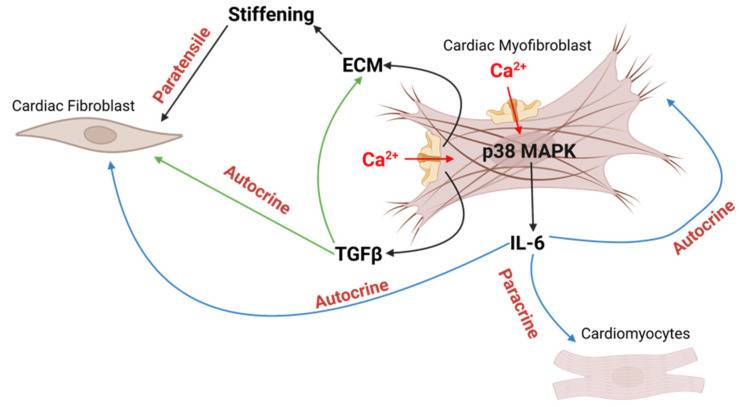 Stiffening
Paratensile
ECM
Cardiac Myofibroblast
Ca²⁺
Cardiac Fibroblast
Ca²⁺
p38 MAPK
Autocrine
TGFβ
IL-6
Autocrine
Autocrine
Paracrine
Cardiomyocytes